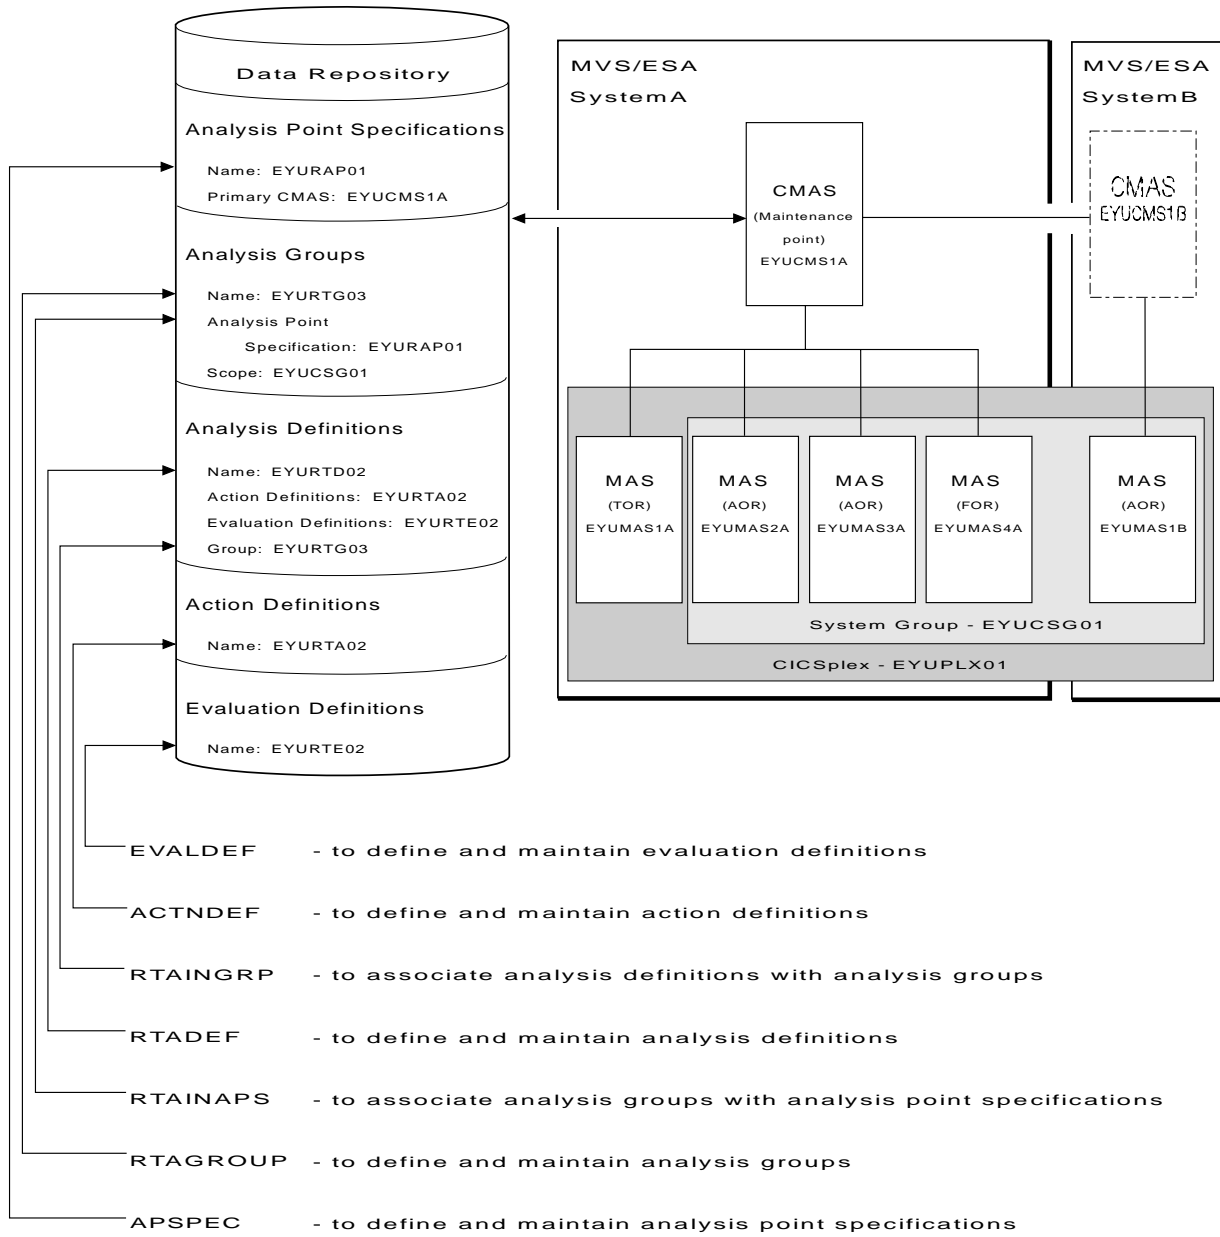 Data Repository
Analysis Point Specifications
Name: EYURAP01
Primary CMAS: EYUCMS1A
Analysis Groups
Name: EYURTG03
Analysis Point
Specification: EYURAP01
Scope: EYUCSG01
Analysis Definitions
Name: EYURTD02
Action Definitions: EYURTA02
Evaluation Definitions: EYURTE02
Group: EYURTG03
Action Definitions
Name: EYURTA02
Evaluation Definitions
Name: EYURTE02
MVS/ESA
SystemA
CMAS
(Maintenance
point)
EYUCMS1A
MVS/ESA
SystemB
CMAS
EYUCMS1B
MAS
(TOR)
EYUMAS1A
MAS
(AOR)
EYUMAS2A
MAS
(AOR)
EYUMAS3A
MAS
(FOR)
EYUMAS4A
MAS
(AOR)
EYUMAS1B
System Group - EYUCSG01
CICSplex - EYUPLX01
EVALDEF - to define and maintain evaluation definitions
ACTNDEF - to define and maintain action definitions
RTAINGRP - to associate analysis definitions with analysis groups
RTADEF - to define and maintain analysis definitions
RTAINAPS - to associate analysis groups with analysis point specifications
RTAGROUP - to define and maintain analysis groups
APSPEC - to define and maintain analysis point specifications